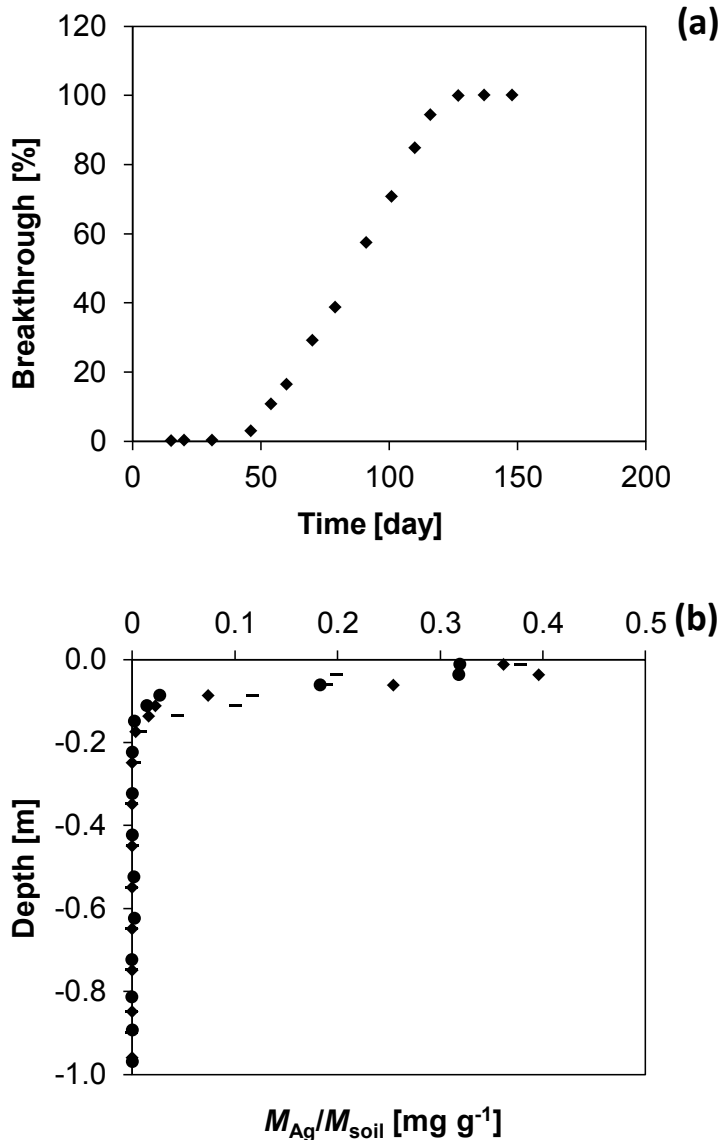 (a)
120
100
80
60
40
20
0
Breakthrough [%]
0 50 100 150 200
Time [day]
0 0.1 0.2 0.3 0.4 0.5 (b)
0.0
-0.2
-0.4
-0.6
-0.8
-1.0
Depth [m]
M_Ag/M_soil [mg g⁻¹]